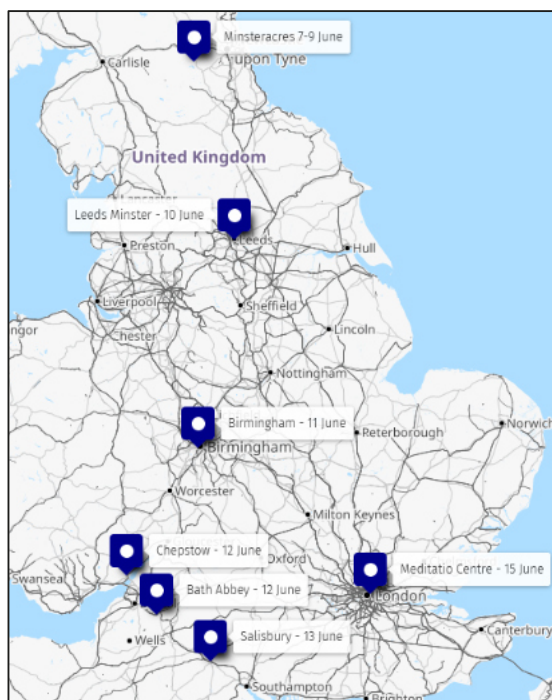 Minsteracres 7-9 June
Carlisle
upon Tyne
United Kingdom
Lancaster
Leeds Minster - 10 June
Leeds
Preston
Hull
Liverpool
Sheffield
Lincoln
Chester
Nottingham
Birmingham - 11 June
Norwich
Peterborough
Birmingham
Worcester
Milton Keynes
Chepstow - 12 June
Oxford
Meditatio Centre - 15 June
Swansea
Bath Abbey - 12 June
London
Salisbury - 13 June
Wells
Canterbury
Southampton
Brighton